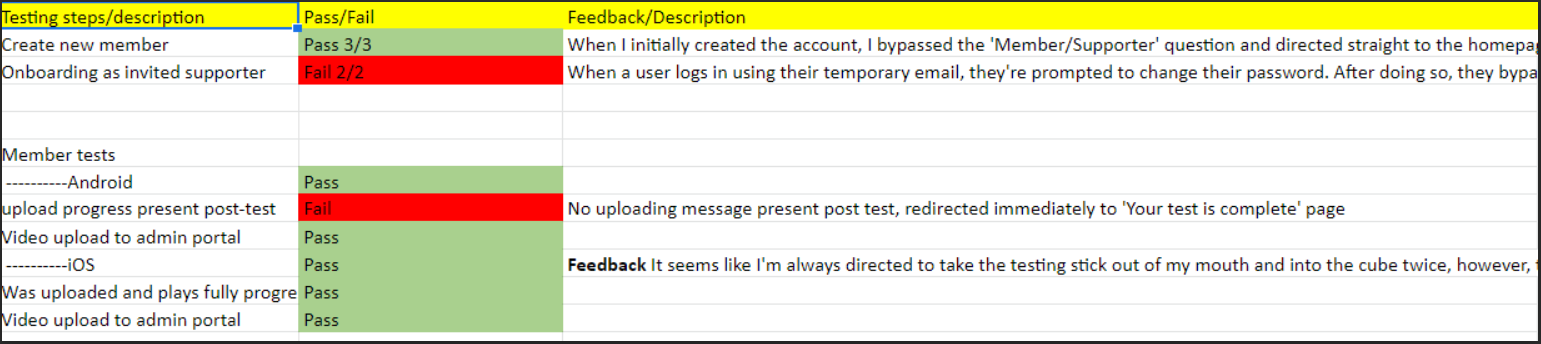 Testing steps/description Pass/Fail Feedback/Description
Create new member Pass 3/3 When I initially created the account, I bypassed the 'Member/Supporter' question and directed straight to the
Onboarding as invited supporter Fail 2/2 When a user logs in using their temporary email, they're prompted to change their password. After doing so, they
Member tests
----------Android Pass
upload progress present post-test Fail No uploading message present post test, redirected immediately to 'Your test is complete' page
Video upload to admin portal Pass
----------iOS Pass Feedback It seems like I'm always directed to take the testing stick out of my mouth and into the cube twice, however,
Was uploaded and plays fully Pass
Video upload to admin portal Pass